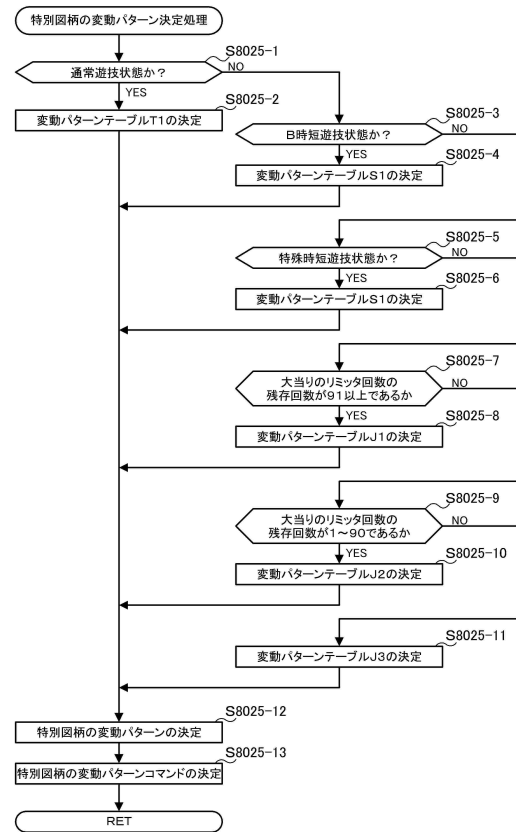 特別図柄の変動パターン決定処理
S8025-1
通常遊技状態か?
NO
YES
S8025-2
変動パターンテーブルT1の決定
S8025-3
B時短遊技状態か?
NO
YES
S8025-4
変動パターンテーブルS1の決定
S8025-5
特殊時短遊技状態か?
NO
YES
S8025-6
変動パターンテーブルS1の決定
S8025-7
大当りのリミッタ回数の
残存回数が91以上であるか
NO
YES
S8025-8
変動パターンテーブルJ1の決定
S8025-9
大当りのリミッタ回数の
残存回数が1~90であるか
NO
YES
S8025-10
変動パターンテーブルJ2の決定
S8025-11
変動パターンテーブルJ3の決定
S8025-12
特別図柄の変動パターンの決定
S8025-13
特別図柄の変動パターンコマンドの決定
RET